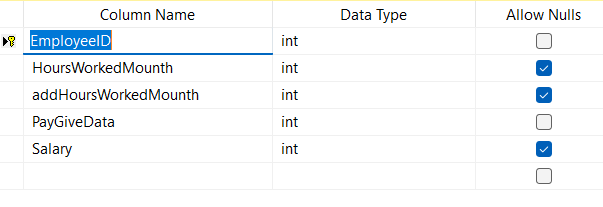 Column Name Data Type Allow Nulls
EmployeeID int
HoursWorkedMounth int
addHoursWorkedMounth int
PayGiveData int
Salary int